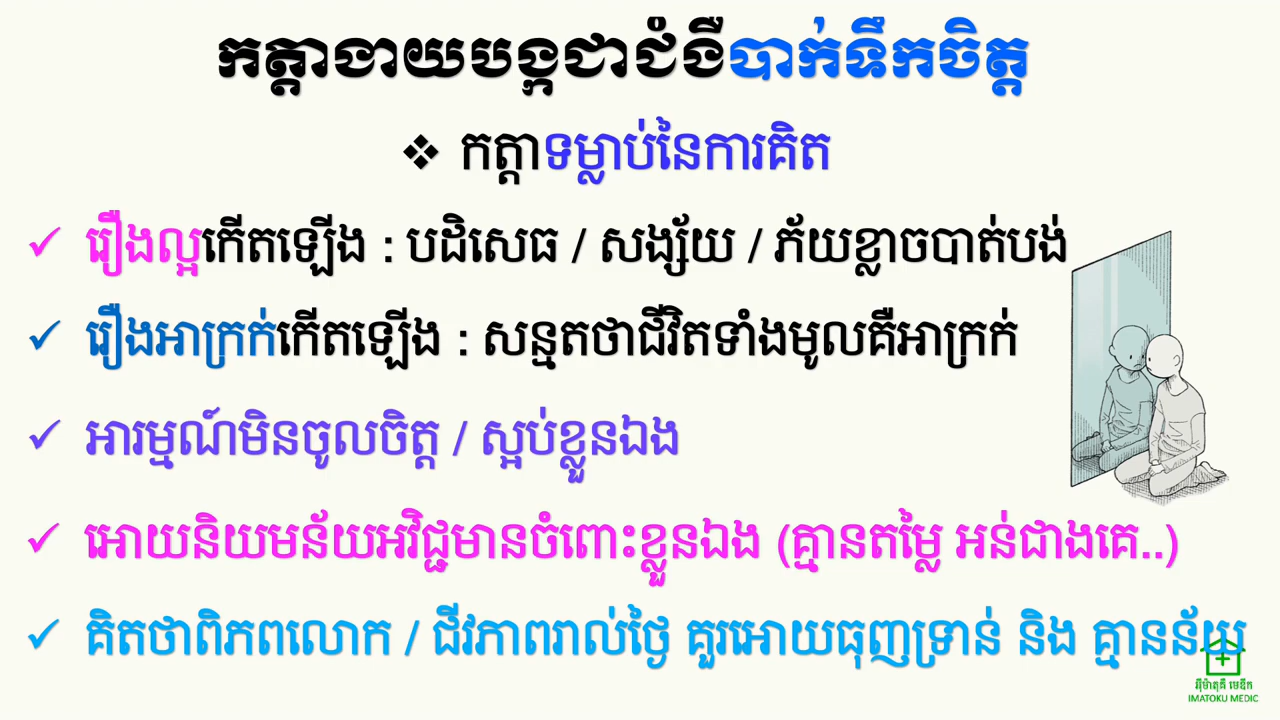 កត្តាងាយបង្កជាជំងឺបាក់ទឹកចិត្ត
❖ កត្តាទម្លាប់នៃការគិត
✓ រឿងល្អកើតឡើង : បដិសេធ / សង្ស័យ / ភ័យខ្លាចបាត់បង់
✓ រឿងអាក្រក់កើតឡើង : សន្មតថាជីវិតទាំងមូលគឺអាក្រក់
✓ អារម្មណ៍មិនចូលចិត្ត / ស្អប់ខ្លួនឯង
✓ អោយនិយមន័យអវិជ្ជមានចំពោះខ្លួនឯង (គ្មានតម្លៃ អន់ជាងគេ..)
✓ គិតថាពិភពលោក / ជីវភាពរាល់ថ្ងៃ គួរអោយធុញទ្រាន់ និង គ្មានន័យ
អ៊ីម៉ាតុគឺ មេឌីក
IMATOKU MEDIC